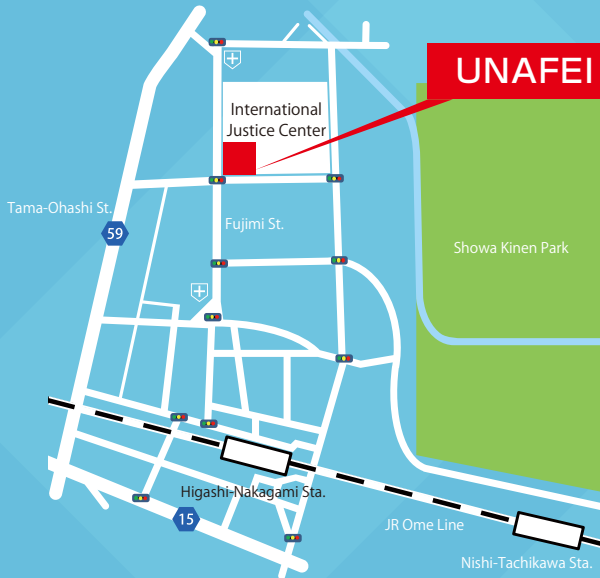 UNAFEI
International
Justice Center
Tama-Ohashi St.
59
Fujimi St.
Showa Kinen Park
Higashi-Nakagami Sta.
15
JR Ome Line
Nishi-Tachikawa Sta.